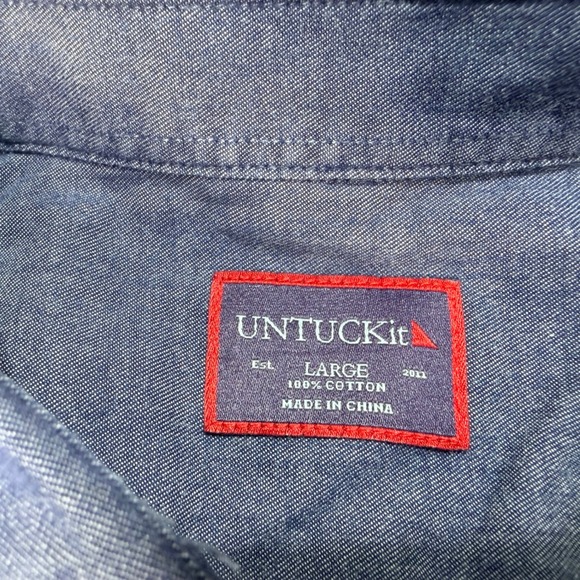 UNTUCKit
Est. LARGE 2011
100% COTTON
MADE IN CHINA